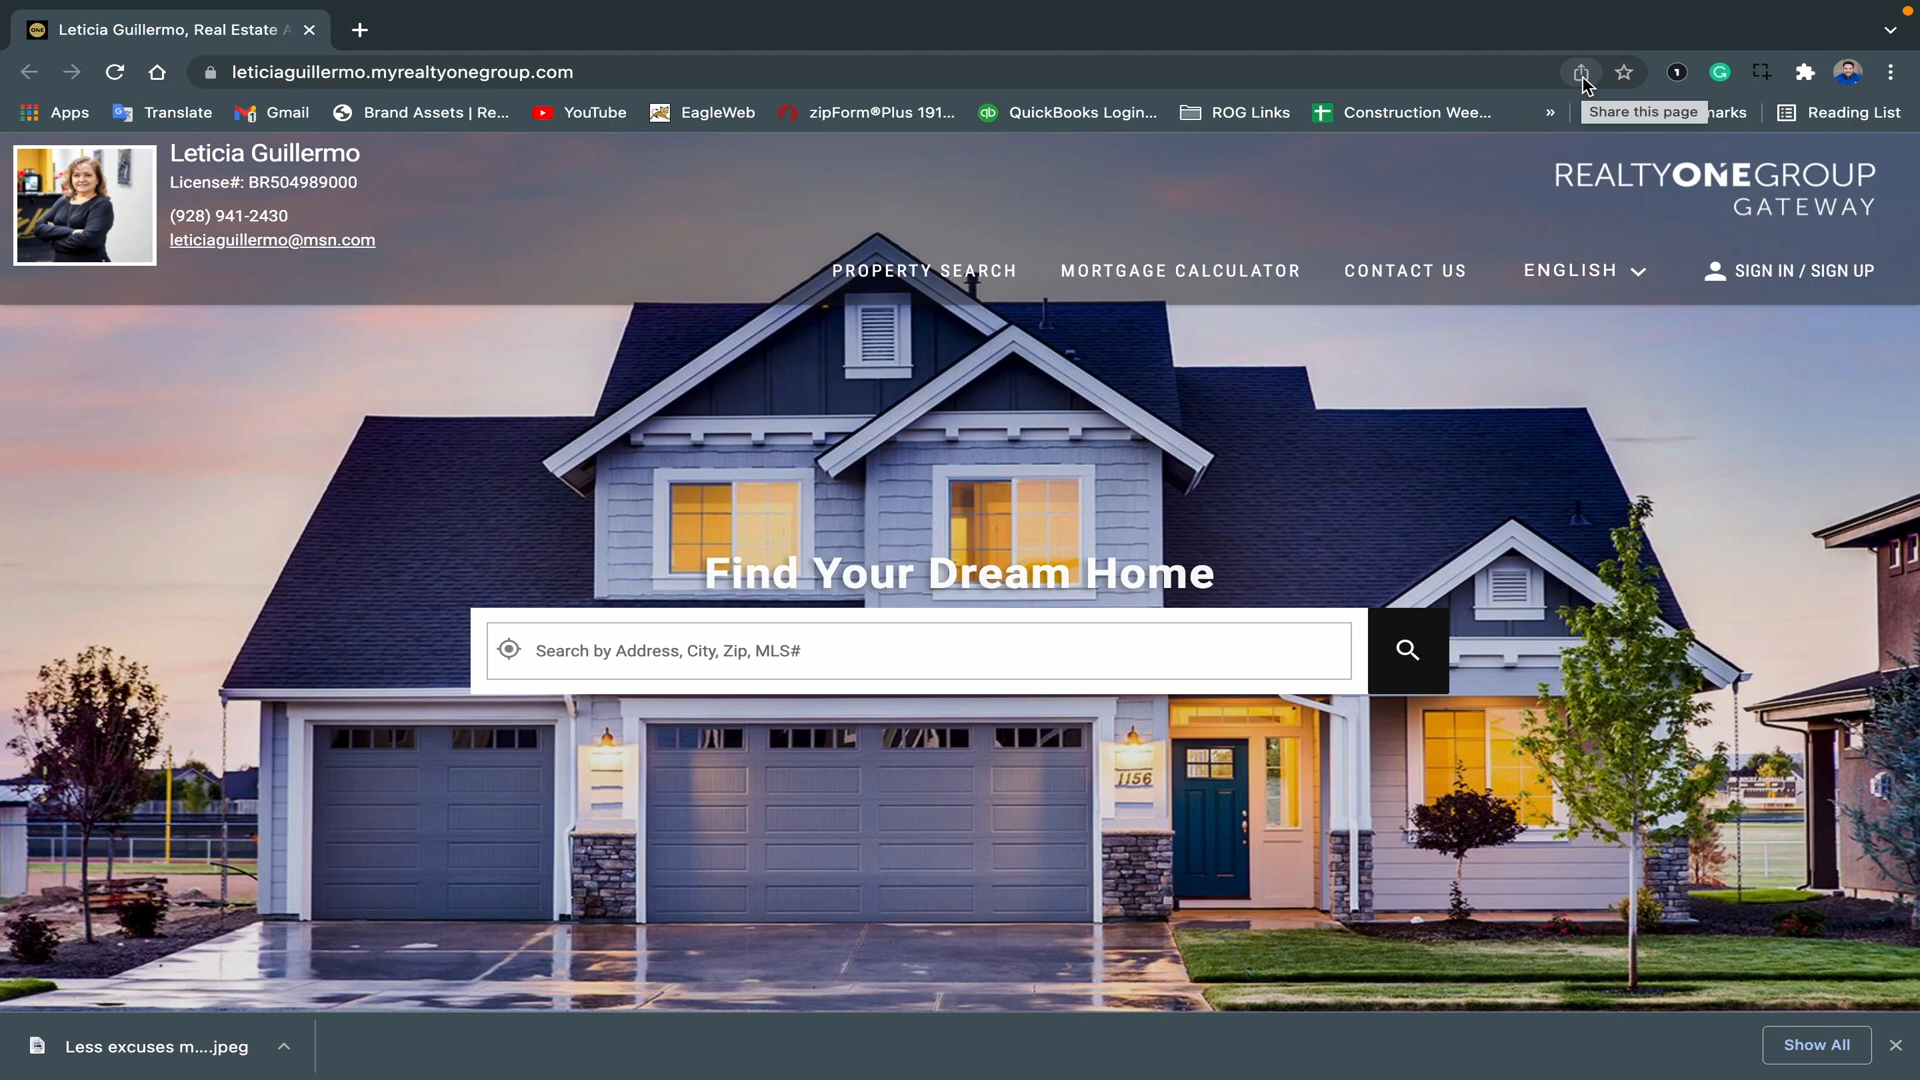 ONE
Leticia Guillermo, Real Estate A
leticiaguillermo.myrealtyonegroup.com
Apps
Translate
Gmail
Brand Assets | Re...
YouTube
EagleWeb
zipForm®Plus 191...
qb
QuickBooks Login...
ROG Links
Construction Wee...
»
Share this page
marks
Reading List
Leticia Guillermo
License#: BR504989000
(928) 941-2430
leticiaguillermo@msn.com
REALTYONEGROUP
GATEWAY
PROPERTY SEARCH
MORTGAGE CALCULATOR
CONTACT US
ENGLISH
SIGN IN / SIGN UP
Find Your Dream Home
Search by Address, City, Zip, MLS#
1156
Less excuses m....jpeg
Show All